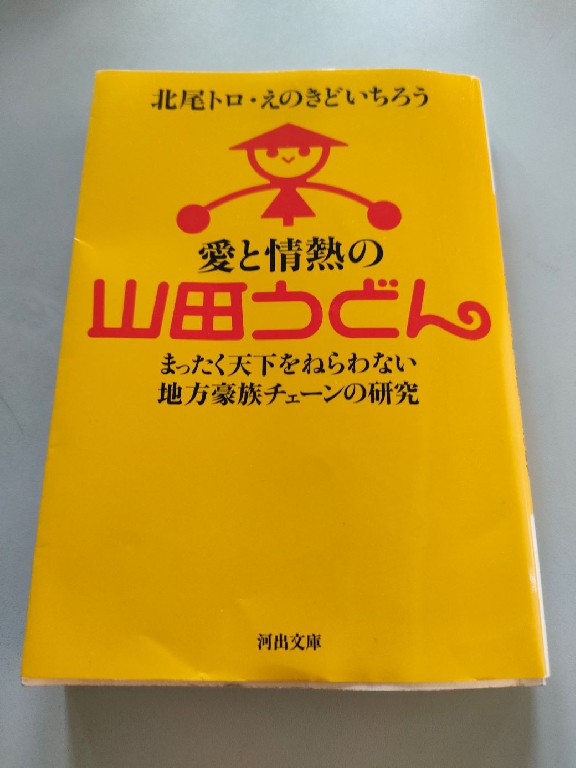 北尾トロ・えのきどいちろう
愛と情熱の
山田うどん
まったく天下をねらわない
地方豪族チェーンの研究
河出文庫